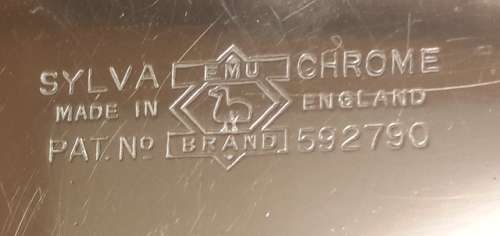 SYLVA EMU CHROME
MADE IN ENGLAND
PAT. No BRAND 592790